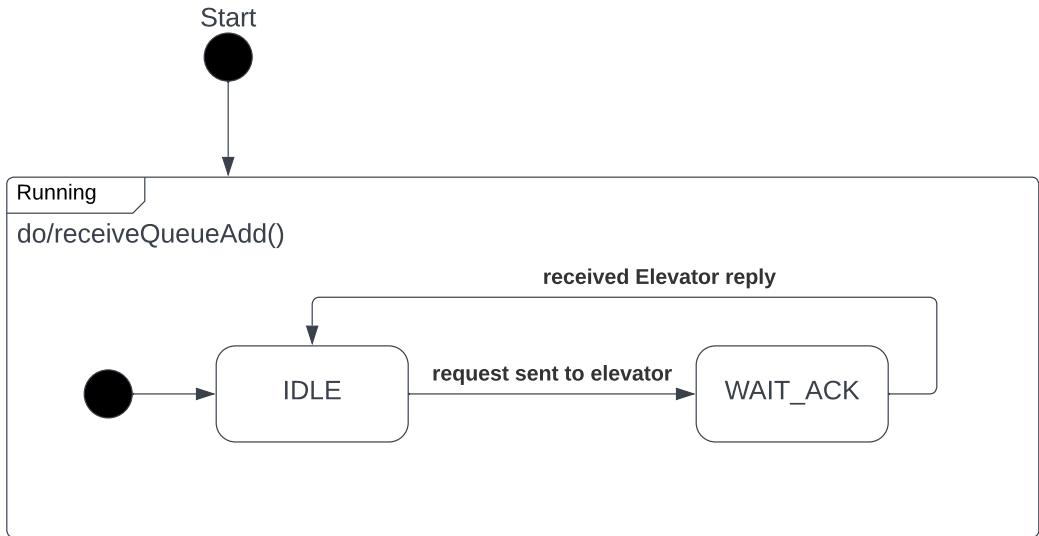 Start
Running
do/receiveQueueAdd()
received Elevator reply
request sent to elevator
IDLE
WAIT_ACK